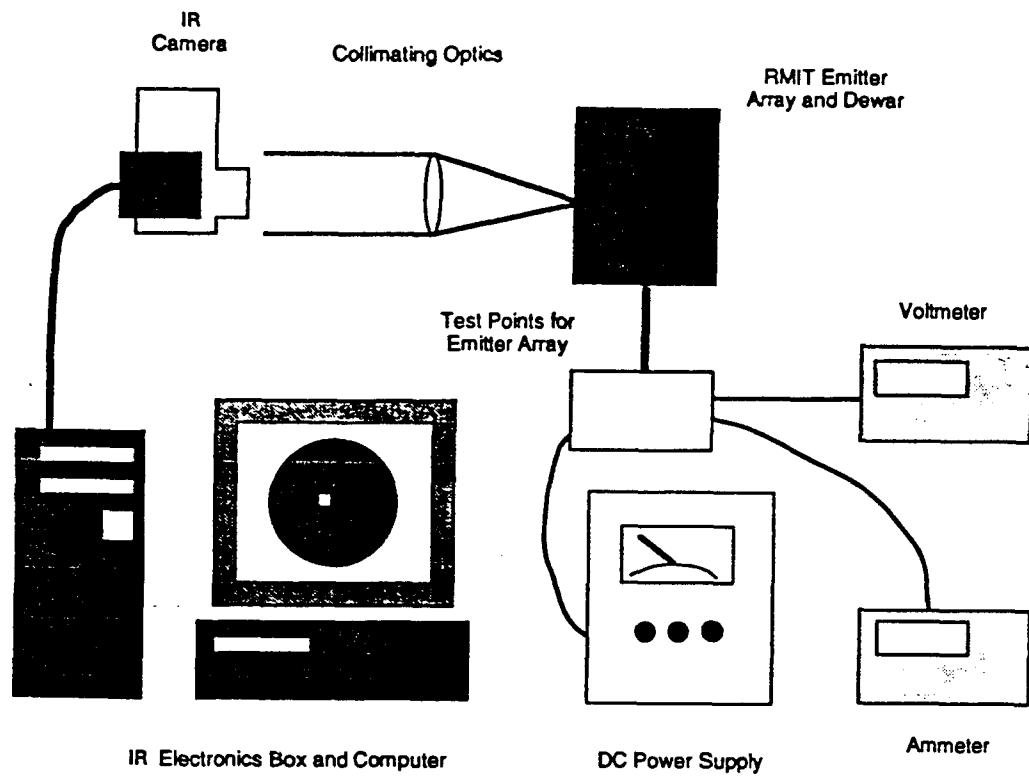 IR
Camera
Collimating Optics
RMIT Emitter
Array and Dewar
Test Points for
Emitter Array
Voltmeter
IR Electronics Box and Computer
DC Power Supply
Ammeter